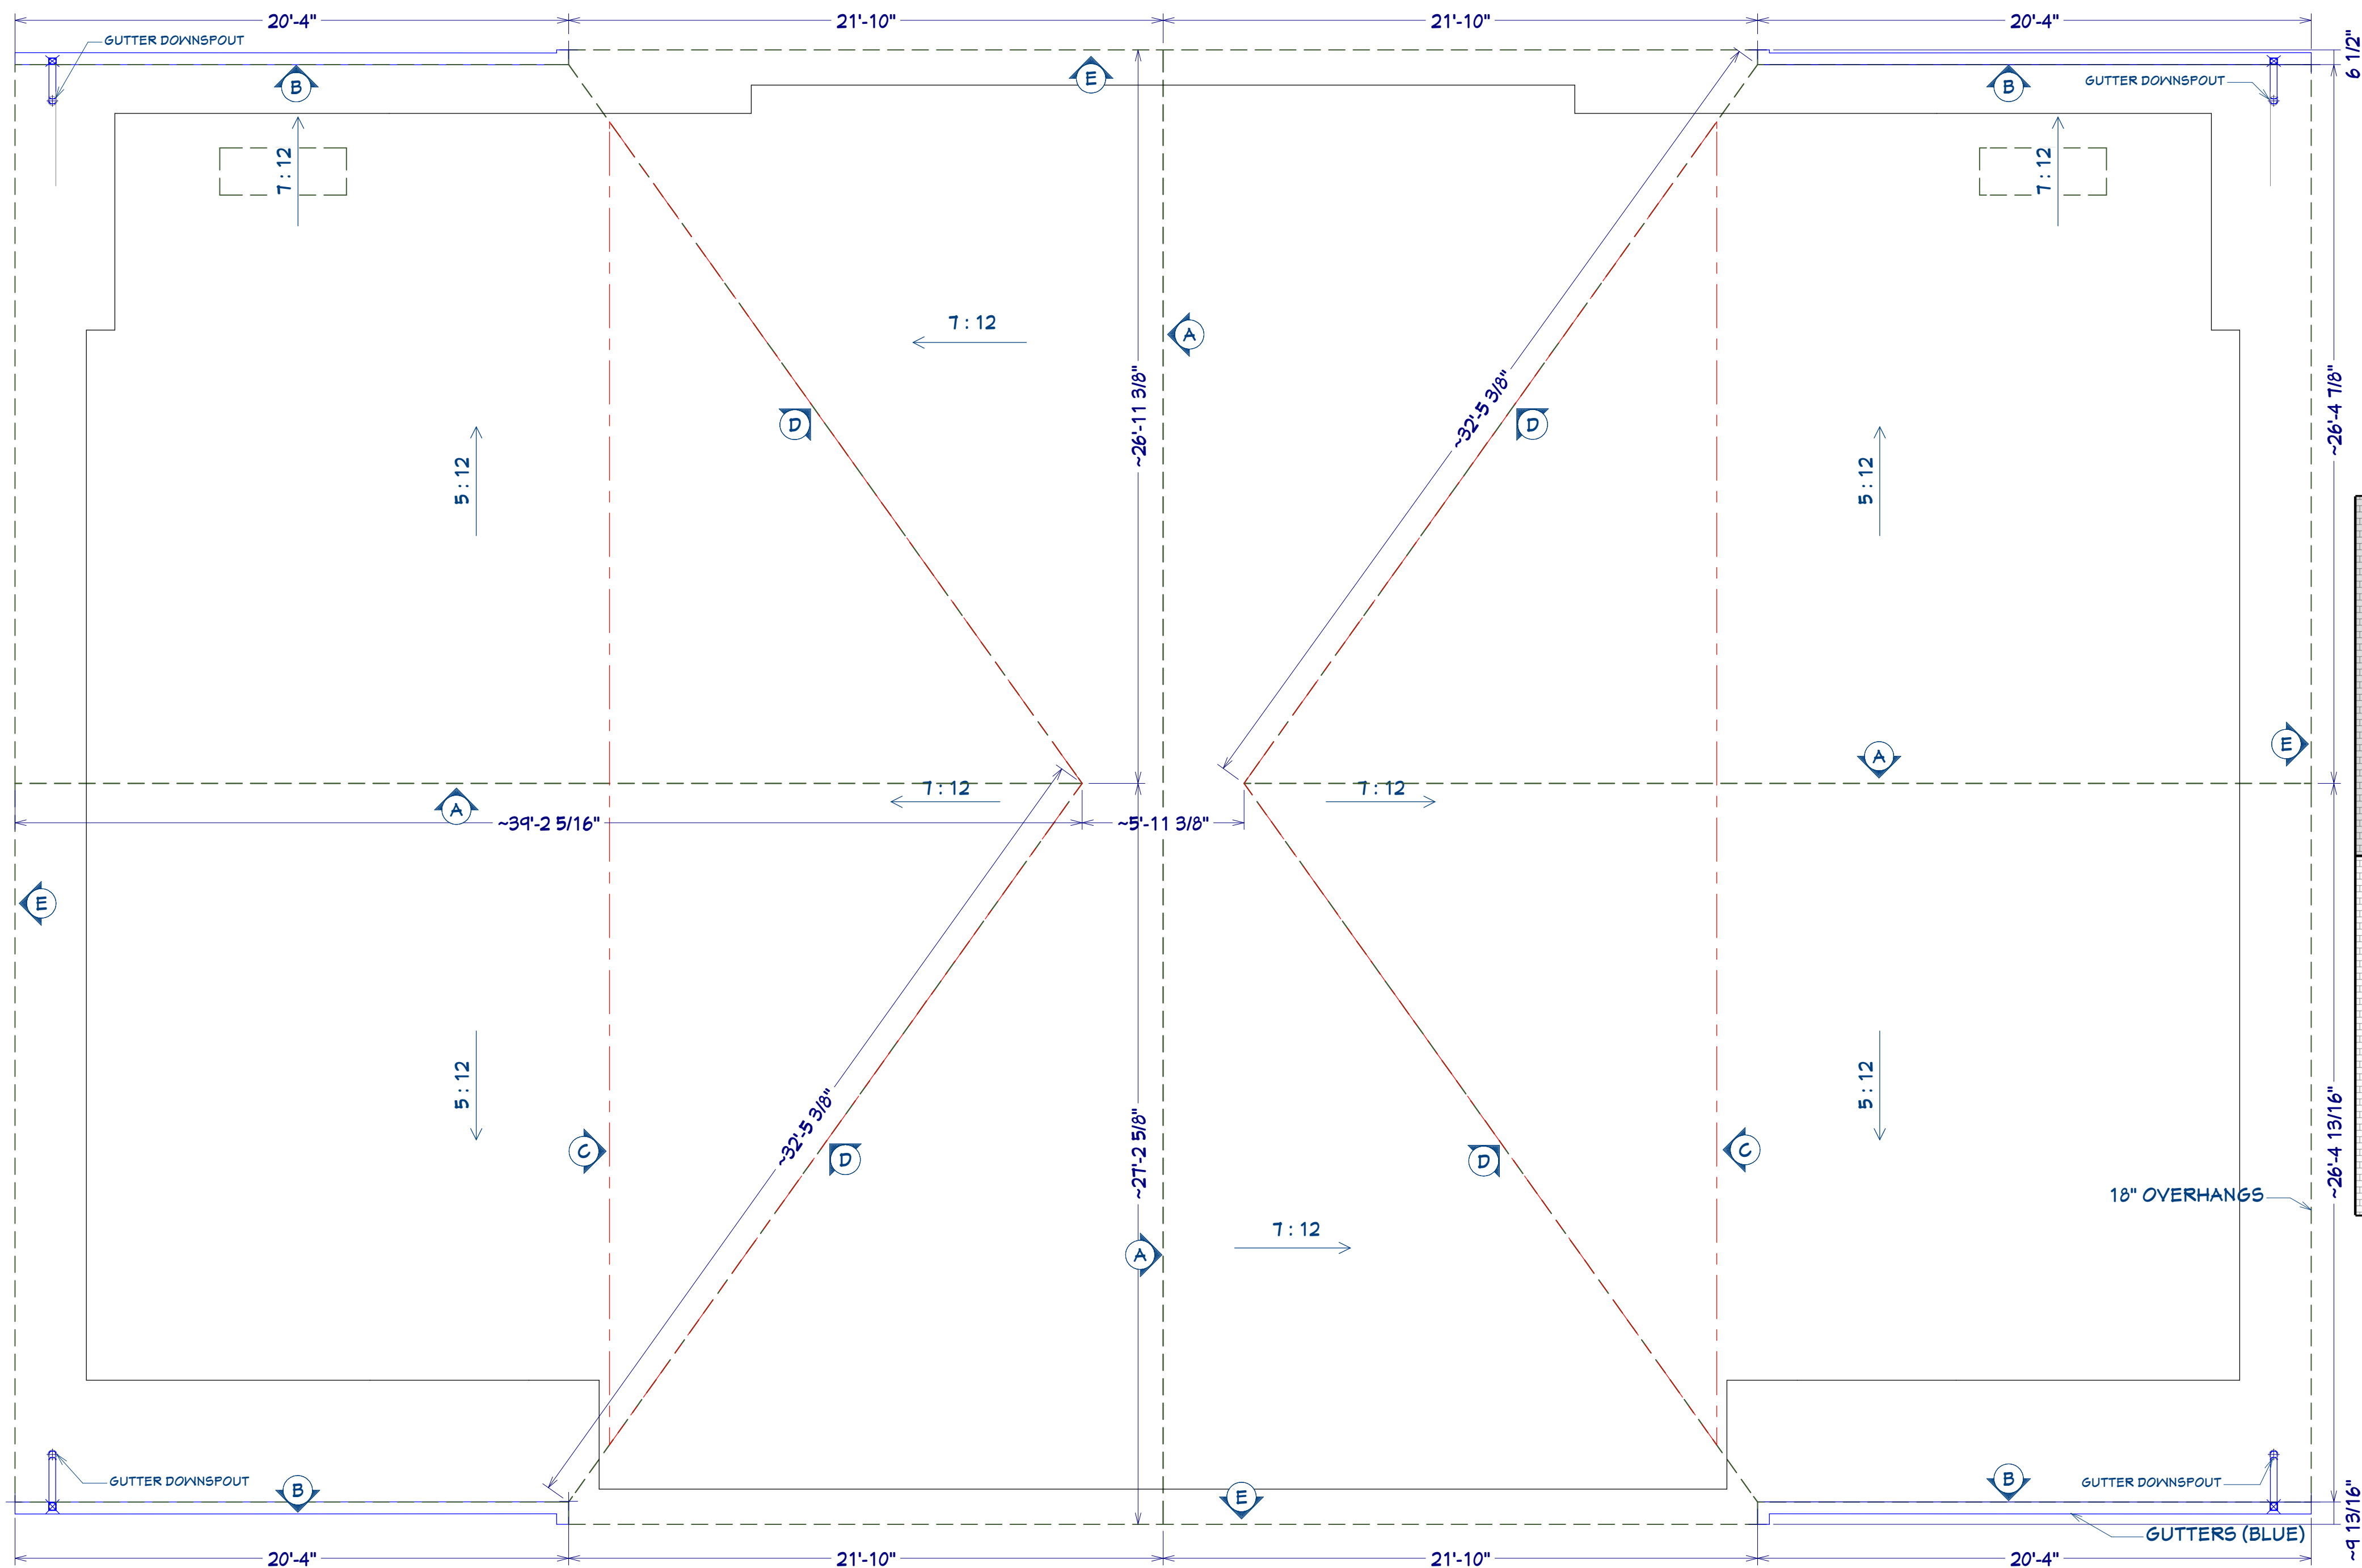 20'-4" 21'-10" 21'-10" 20'-4"
6 1/2"
GUTTER DOWNSPOUT
GUTTER DOWNSPOUT
B E B
7 : 12 7 : 12
7 : 12
A
~26'-11 3/8"
~32'-5 3/8"
~26'-4 7/8"
D D
5 : 12 5 : 12
E
A
7 : 12 7 : 12
A
~39'-2 5/16" ~5'-11 3/8"
E
5 : 12 5 : 12
~32'-5 3/8"
~27'-2 5/8"
~26'-4 13/16"
C D D C
18" OVERHANGS
7 : 12
A
GUTTER DOWNSPOUT
GUTTER DOWNSPOUT
B E B
~9 13/16"
GUTTERS (BLUE)
20'-4" 21'-10" 21'-10" 20'-4"